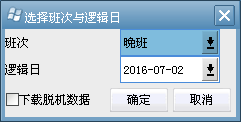 选择班次与逻辑日
班次 晚班
逻辑日 2016-07-02
下载脱机数据 确定 取消